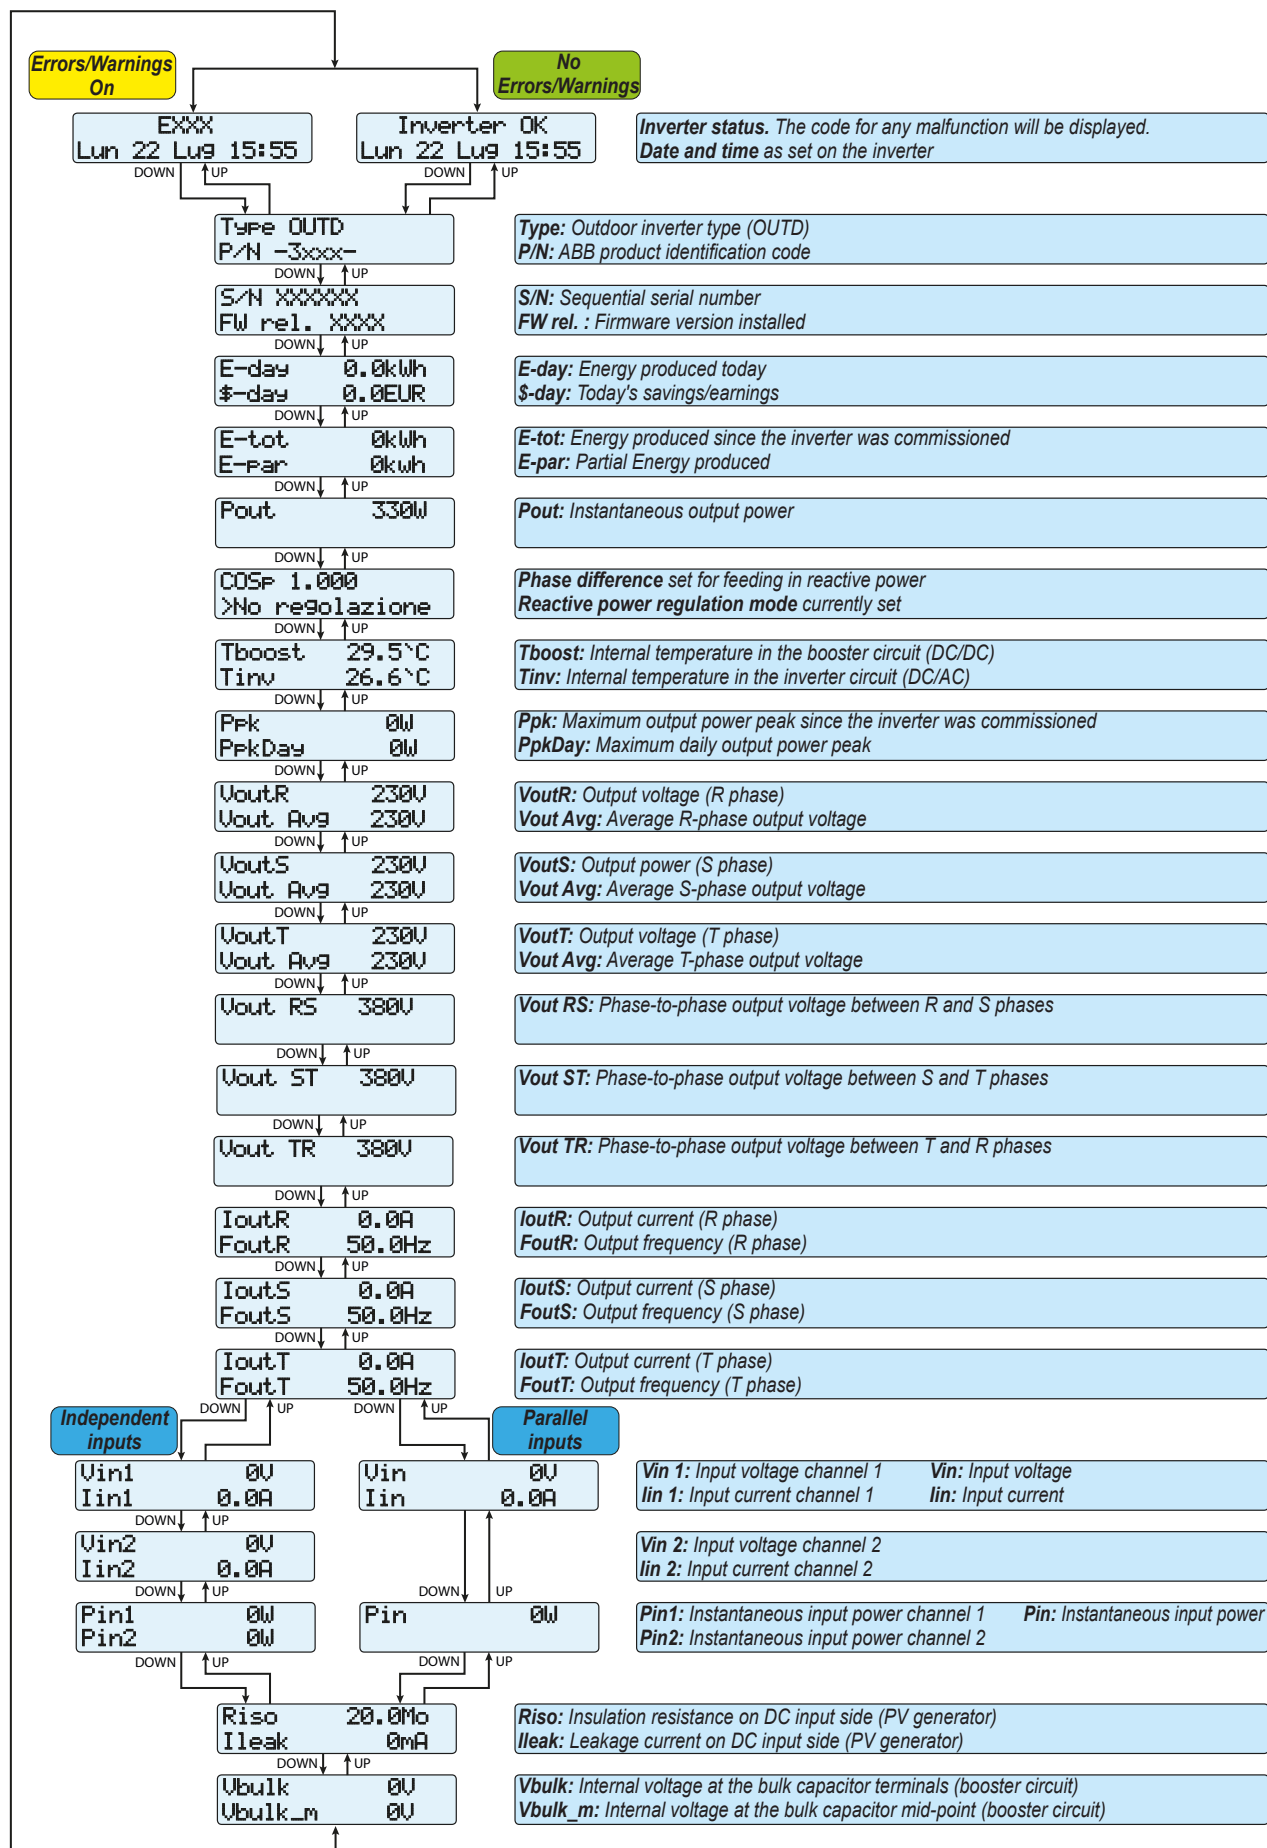 Errors/Warnings
On
No
Errors/Warnings
EXXX
Lun 22 Lug 15:55
Inverter OK
Lun 22 Lug 15:55
Inverter status. The code for any malfunction will be displayed.
Date and time as set on the inverter
DOWN UP
DOWN UP
Type OUTD
P/N -3xxx-
Type: Outdoor inverter type (OUTD)
P/N: ABB product identification code
DOWN UP
S/N XXXXXX
FW rel. XXXX
S/N: Sequential serial number
FW rel. : Firmware version installed
DOWN UP
E-day 0.0kWh
$-day 0.0EUR
E-day: Energy produced today
$-day: Today's savings/earnings
DOWN UP
E-tot 0kWh
E-par 0kwh
E-tot: Energy produced since the inverter was commissioned
E-par: Partial Energy produced
DOWN UP
Pout 330W
Pout: Instantaneous output power
DOWN UP
COSp 1.000
>No regolazione
Phase difference set for feeding in reactive power
Reactive power regulation mode currently set
DOWN UP
Tboost 29.5`C
Tinv 26.6`C
Tboost: Internal temperature in the booster circuit (DC/DC)
Tinv: Internal temperature in the inverter circuit (DC/AC)
DOWN UP
Ppk 0W
PpkDay 0W
Ppk: Maximum output power peak since the inverter was commissioned
PpkDay: Maximum daily output power peak
DOWN UP
VoutR 230V
Vout Avg 230V
VoutR: Output voltage (R phase)
Vout Avg: Average R-phase output voltage
DOWN UP
VoutS 230V
Vout Avg 230V
VoutS: Output power (S phase)
Vout Avg: Average S-phase output voltage
DOWN UP
VoutT 230V
Vout Avg 230V
VoutT: Output voltage (T phase)
Vout Avg: Average T-phase output voltage
DOWN UP
Vout RS 380V
Vout RS: Phase-to-phase output voltage between R and S phases
DOWN UP
Vout ST 380V
Vout ST: Phase-to-phase output voltage between S and T phases
DOWN UP
Vout TR 380V
Vout TR: Phase-to-phase output voltage between T and R phases
DOWN UP
IoutR 0.0A
FoutR 50.0Hz
IoutR: Output current (R phase)
FoutR: Output frequency (R phase)
DOWN UP
IoutS 0.0A
FoutS 50.0Hz
IoutS: Output current (S phase)
FoutS: Output frequency (S phase)
DOWN UP
IoutT 0.0A
FoutT 50.0Hz
IoutT: Output current (T phase)
FoutT: Output frequency (T phase)
DOWN UP
DOWN UP
Independent
inputs
Parallel
inputs
Vin1 0V
Iin1 0.0A
Vin 0V
Iin 0.0A
Vin 1: Input voltage channel 1 Vin: Input voltage
Iin 1: Input current channel 1 Iin: Input current
DOWN UP
Vin2 0V
Iin2 0.0A
Vin 2: Input voltage channel 2
Iin 2: Input current channel 2
DOWN UP
DOWN UP
Pin1 0W
Pin2 0W
Pin 0W
Pin1: Instantaneous input power channel 1 Pin: Instantaneous input power
Pin2: Instantaneous input power channel 2
DOWN UP
DOWN UP
Riso 20.0Mo
Ileak 0mA
Riso: Insulation resistance on DC input side (PV generator)
Ileak: Leakage current on DC input side (PV generator)
DOWN UP
Vbulk 0V
Vbulk_m 0V
Vbulk: Internal voltage at the bulk capacitor terminals (booster circuit)
Vbulk_m: Internal voltage at the bulk capacitor mid-point (booster circuit)